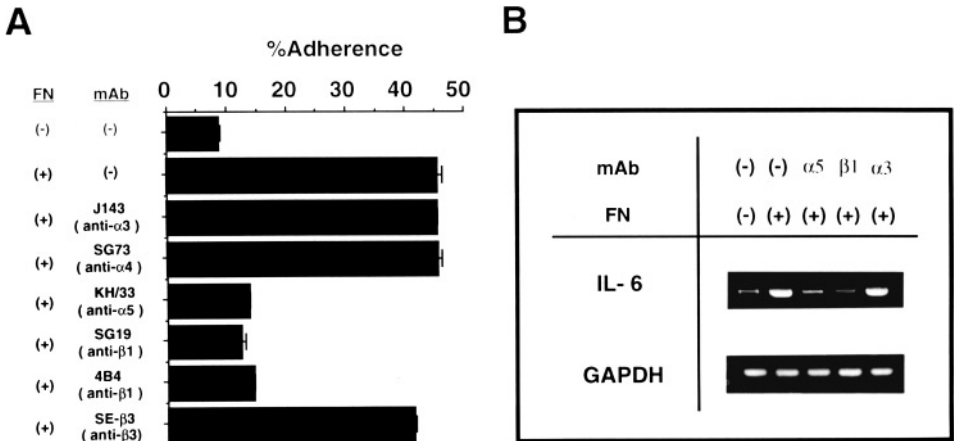 A
%Adherence
FN mAb 0 10 20 30 40 50
(-) (-)
(+) (-)
(+) J143
( anti-α3 )
(+) SG73
( anti-α4 )
(+) KH/33
( anti-α5 )
(+) SG19
( anti-β1 )
(+) 4B4
( anti-β1 )
(+) SE-β3
( anti-β3)
B
mAb (-) (-) α5 β1 α3
FN (-) (+) (+) (+) (+)
IL- 6
GAPDH